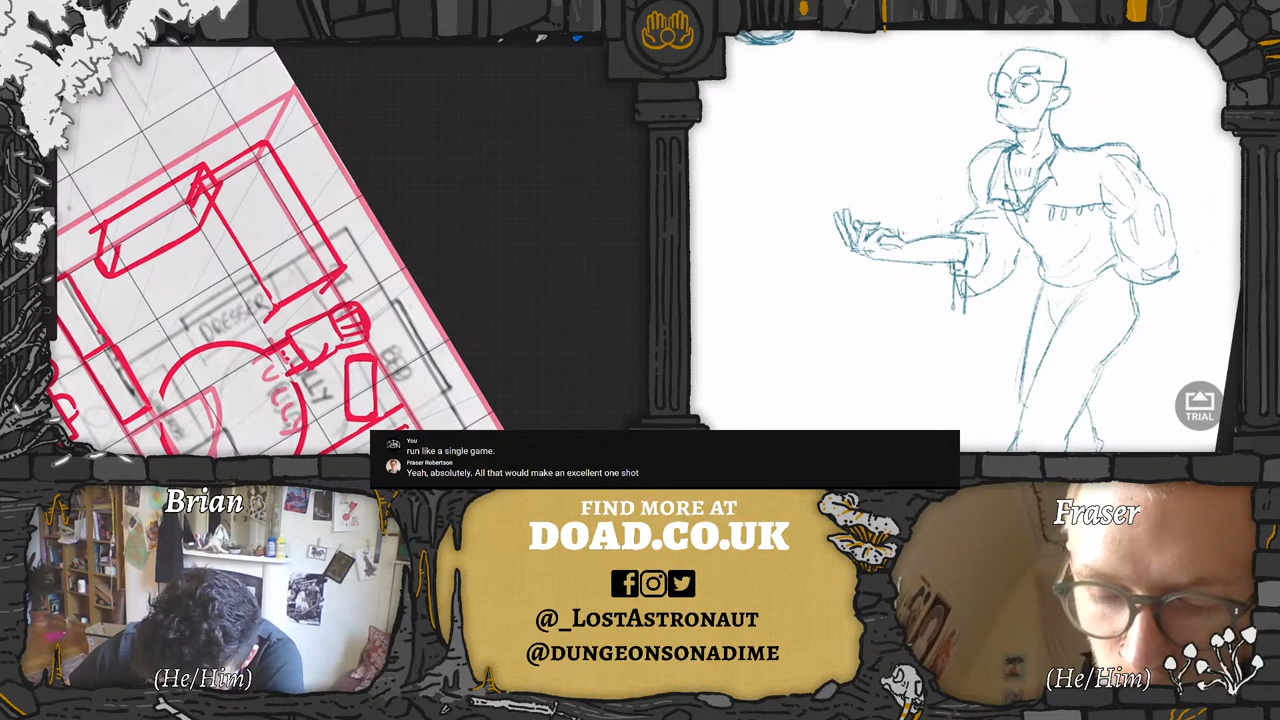 DRESSER
BED
TRIAL
You
run like a single game.
Fraser Robertson
Yeah, absolutely. All that would make an excellent one shot
Brian
(He/Him)
FIND MORE AT
DOAD.CO.UK
@_LostAstronaut
@dungeonsonadime
Fraser
(He/Him)